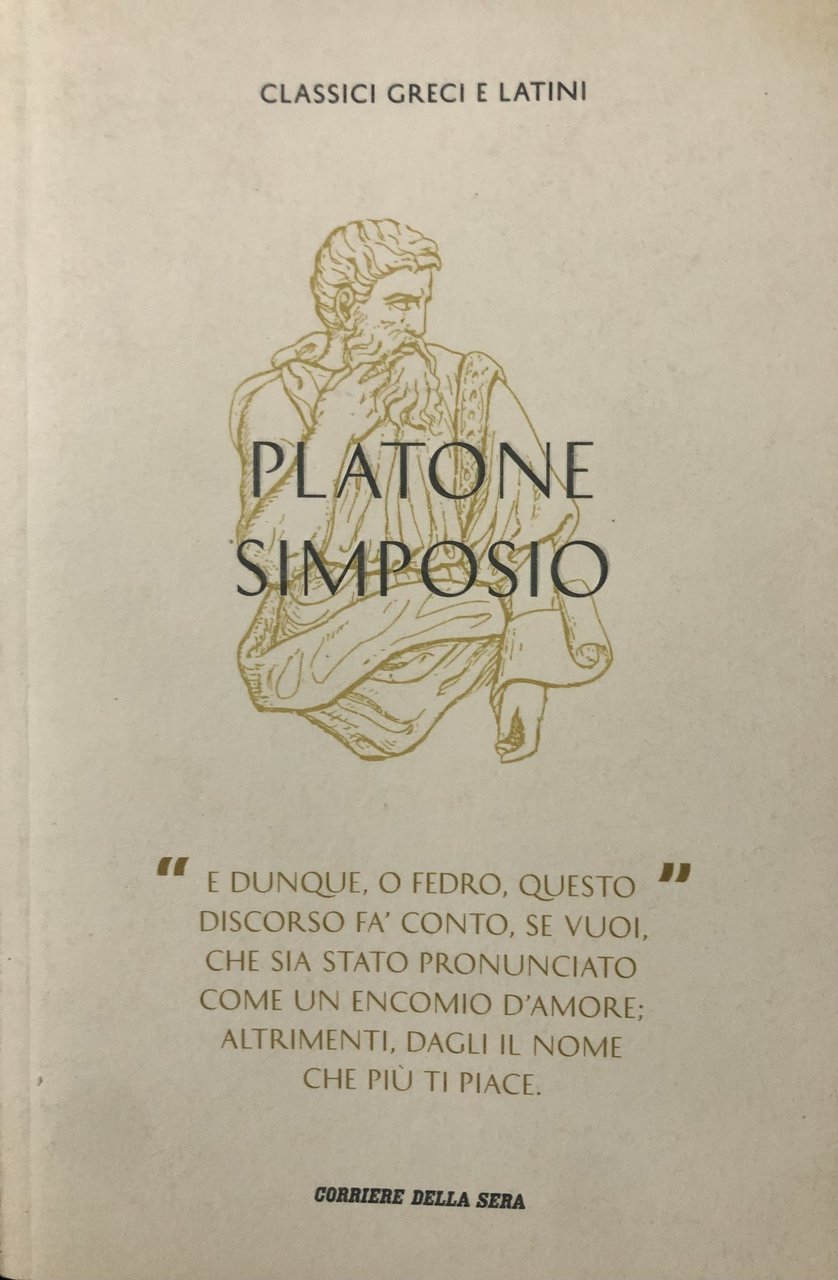 CLASSICI GRECI E LATINI
PLATONE
SIMPOSIO
“ E DUNQUE, O FEDRO, QUESTO ”
DISCORSO FA’ CONTO, SE VUOI,
CHE SIA STATO PRONUNCIATO
COME UN ENCOMIO D’AMORE;
ALTRIMENTI, DAGLI IL NOME
CHE PIÙ TI PIACE.
CORRIERE DELLA SERA